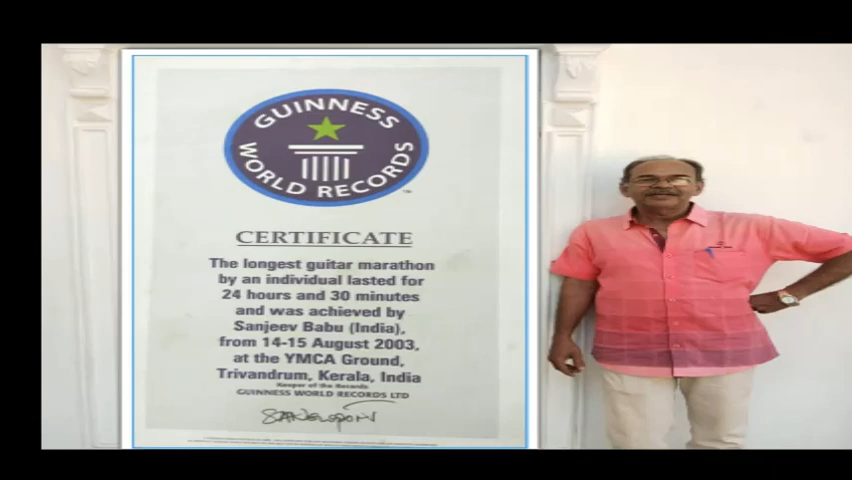 GUINNESS
WORLD RECORDS
CERTIFICATE
The longest guitar marathon
by an individual lasted for
24 hours and 30 minutes
and was achieved by
Sanjeev Babu (India),
from 14-15 August 2003,
at the YMCA Ground,
Trivandrum, Kerala, India
Keeper of the Records
GUINNESS WORLD RECORDS LTD